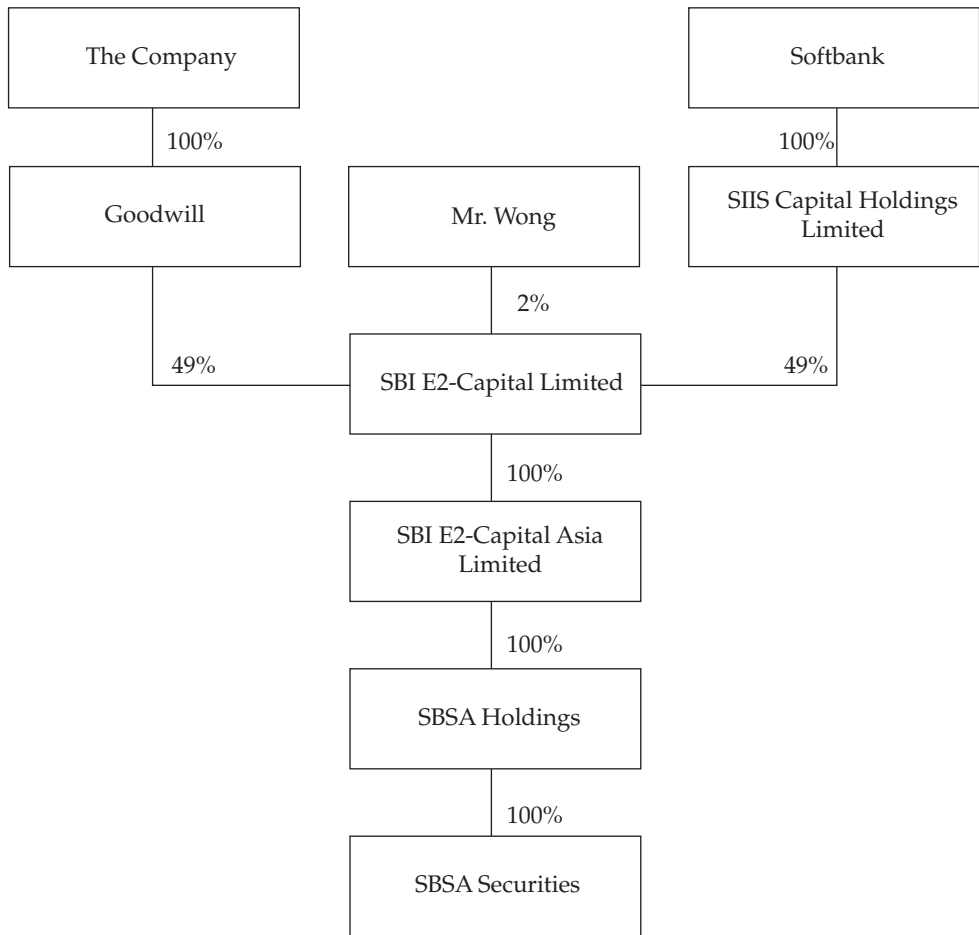 The Company
Softbank
100%
100%
Goodwill
Mr. Wong
SIIS Capital Holdings
Limited
2%
49%
SBI E2-Capital Limited
49%
100%
SBI E2-Capital Asia
Limited
100%
SBSA Holdings
100%
SBSA Securities